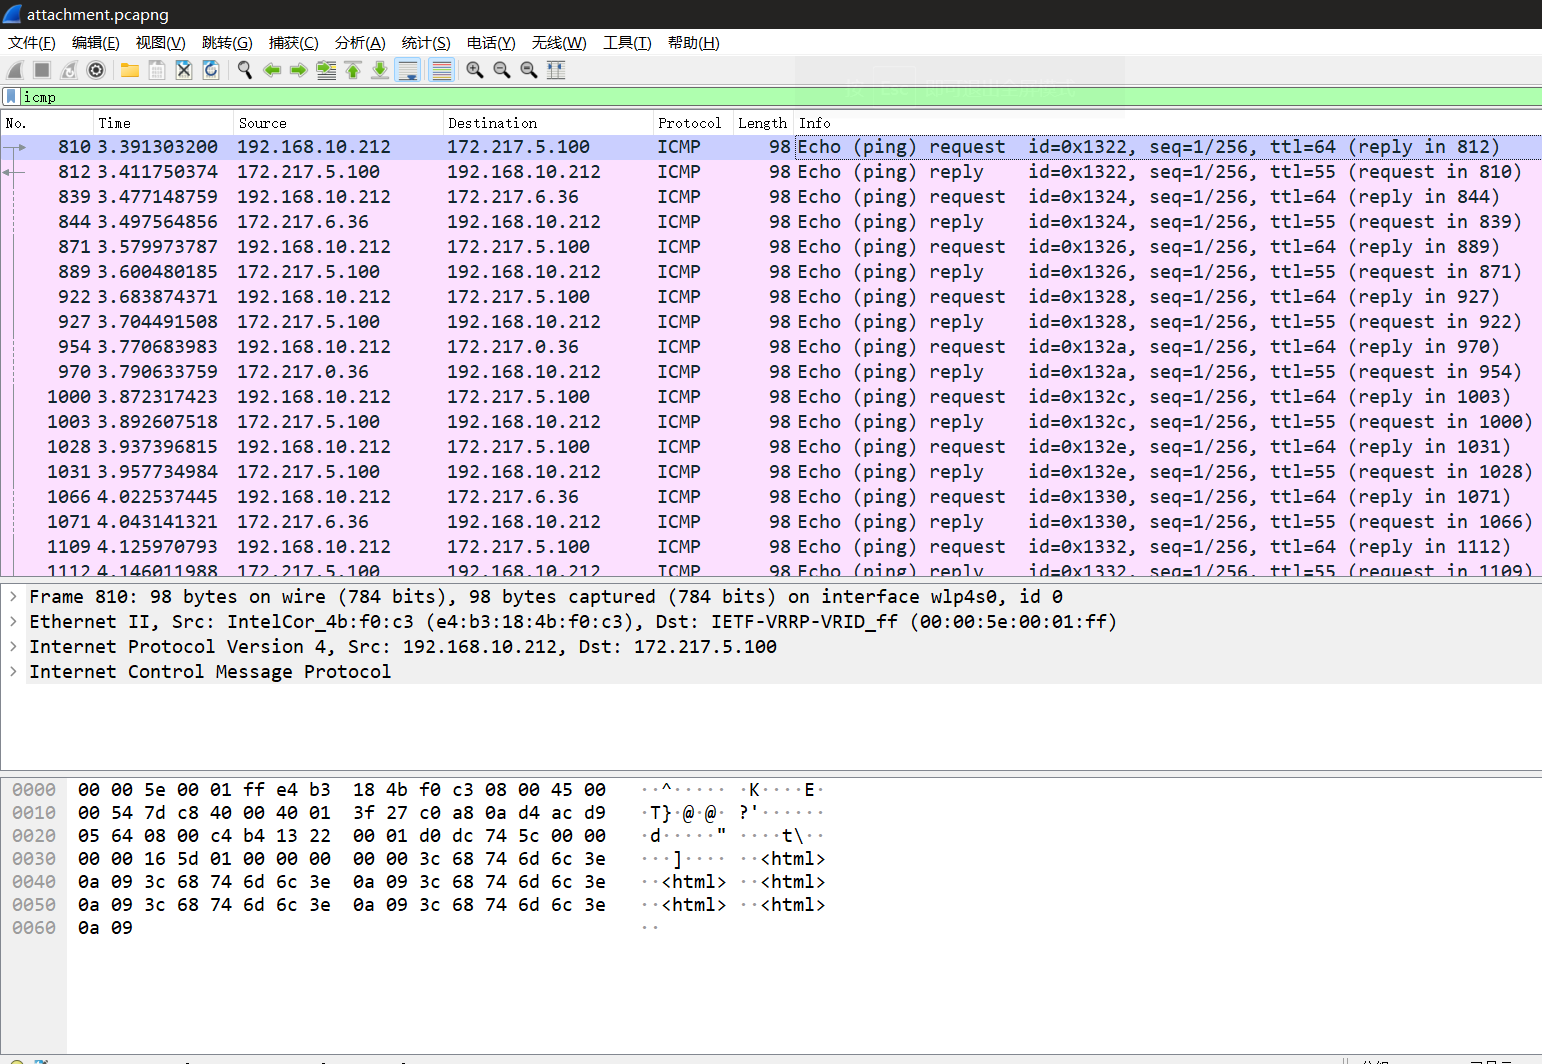 attachment.pcapng
文件(F) 编辑(E) 视图(V) 跳转(G) 捕获(C) 分析(A) 统计(S) 电话(Y) 无线(W) 工具(T) 帮助(H)
icmp
No. Time Source Destination Protocol Length Info
810 3.391303200 192.168.10.212 172.217.5.100 ICMP 98 Echo (ping) request id=0x1322, seq=1/256, ttl=64 (reply in 812)
812 3.411750374 172.217.5.100 192.168.10.212 ICMP 98 Echo (ping) reply id=0x1322, seq=1/256, ttl=55 (request in 810)
839 3.477148759 192.168.10.212 172.217.6.36 ICMP 98 Echo (ping) request id=0x1324, seq=1/256, ttl=64 (reply in 844)
844 3.497564856 172.217.6.36 192.168.10.212 ICMP 98 Echo (ping) reply id=0x1324, seq=1/256, ttl=55 (request in 839)
871 3.579973787 192.168.10.212 172.217.5.100 ICMP 98 Echo (ping) request id=0x1326, seq=1/256, ttl=64 (reply in 889)
889 3.600480185 172.217.5.100 192.168.10.212 ICMP 98 Echo (ping) reply id=0x1326, seq=1/256, ttl=55 (request in 871)
922 3.683874371 192.168.10.212 172.217.5.100 ICMP 98 Echo (ping) request id=0x1328, seq=1/256, ttl=64 (reply in 927)
927 3.704491508 172.217.5.100 192.168.10.212 ICMP 98 Echo (ping) reply id=0x1328, seq=1/256, ttl=55 (request in 922)
954 3.770683983 192.168.10.212 172.217.0.36 ICMP 98 Echo (ping) request id=0x132a, seq=1/256, ttl=64 (reply in 970)
970 3.790633759 172.217.0.36 192.168.10.212 ICMP 98 Echo (ping) reply id=0x132a, seq=1/256, ttl=55 (request in 954)
1000 3.872317423 192.168.10.212 172.217.5.100 ICMP 98 Echo (ping) request id=0x132c, seq=1/256, ttl=64 (reply in 1003)
1003 3.892607518 172.217.5.100 192.168.10.212 ICMP 98 Echo (ping) reply id=0x132c, seq=1/256, ttl=55 (request in 1000)
1028 3.937396815 192.168.10.212 172.217.5.100 ICMP 98 Echo (ping) request id=0x132e, seq=1/256, ttl=64 (reply in 1031)
1031 3.957734984 172.217.5.100 192.168.10.212 ICMP 98 Echo (ping) reply id=0x132e, seq=1/256, ttl=55 (request in 1028)
1066 4.022537445 192.168.10.212 172.217.6.36 ICMP 98 Echo (ping) request id=0x1330, seq=1/256, ttl=64 (reply in 1071)
1071 4.043141321 172.217.6.36 192.168.10.212 ICMP 98 Echo (ping) reply id=0x1330, seq=1/256, ttl=55 (request in 1066)
1109 4.125970793 192.168.10.212 172.217.5.100 ICMP 98 Echo (ping) request id=0x1332, seq=1/256, ttl=64 (reply in 1112)
1112 4.146011988 172.217.5.100 192.168.10.212 ICMP 98 Echo (ping) reply id=0x1332, seq=1/256, ttl=55 (request in 1109)
Frame 810: 98 bytes on wire (784 bits), 98 bytes captured (784 bits) on interface wlp4s0, id 0
Ethernet II, Src: IntelCor_4b:f0:c3 (e4:b3:18:4b:f0:c3), Dst: IETF-VRRP-VRID_ff (00:00:5e:00:01:ff)
Internet Protocol Version 4, Src: 192.168.10.212, Dst: 172.217.5.100
Internet Control Message Protocol
0000 00 00 5e 00 01 ff e4 b3 18 4b f0 c3 08 00 45 00 ··^····· ·K····E·
0010 00 54 7d c8 40 00 40 01 3f 27 c0 a8 0a d4 ac d9 ·T}·@·@· ?'······
0020 05 64 08 00 c4 b4 13 22 00 01 d0 dc 74 5c 00 00 ·d·····" ····t\··
0030 00 00 16 5d 01 00 00 00 00 00 3c 68 74 6d 6c 3e ···]···· ··<html>
0040 0a 09 3c 68 74 6d 6c 3e 0a 09 3c 68 74 6d 6c 3e ··<html> ··<html>
0050 0a 09 3c 68 74 6d 6c 3e 0a 09 3c 68 74 6d 6c 3e ··<html> ··<html>
0060 0a 09 ··